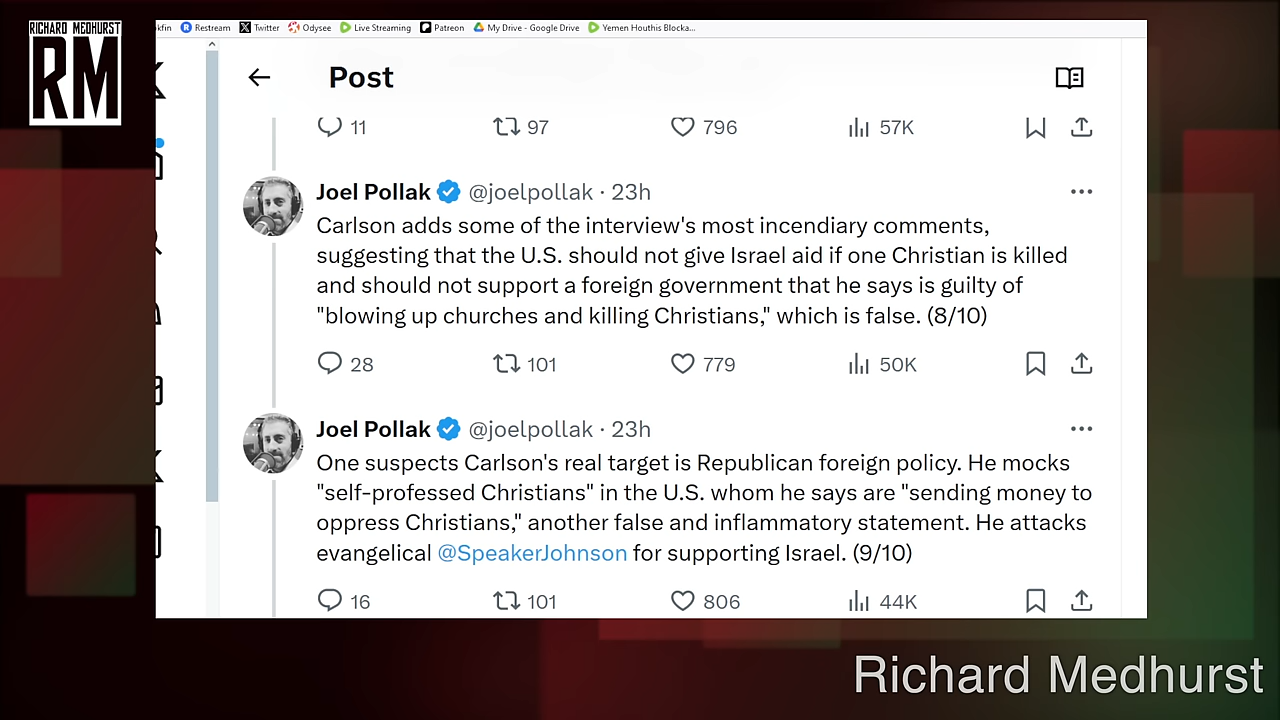 RICHARD MEDHURST
RM
okfin Restream Twitter Odysee Live Streaming Patreon My Drive - Google Drive Yemen Houthis Blocka...
Post
11 97 796 57K
Joel Pollak @joelpollak · 23h
Carlson adds some of the interview's most incendiary comments,
suggesting that the U.S. should not give Israel aid if one Christian is killed
and should not support a foreign government that he says is guilty of
"blowing up churches and killing Christians," which is false. (8/10)
28 101 779 50K
Joel Pollak @joelpollak · 23h
One suspects Carlson's real target is Republican foreign policy. He mocks
"self-professed Christians" in the U.S. whom he says are "sending money to
oppress Christians," another false and inflammatory statement. He attacks
evangelical @SpeakerJohnson for supporting Israel. (9/10)
16 101 806 44K
Richard Medhurst